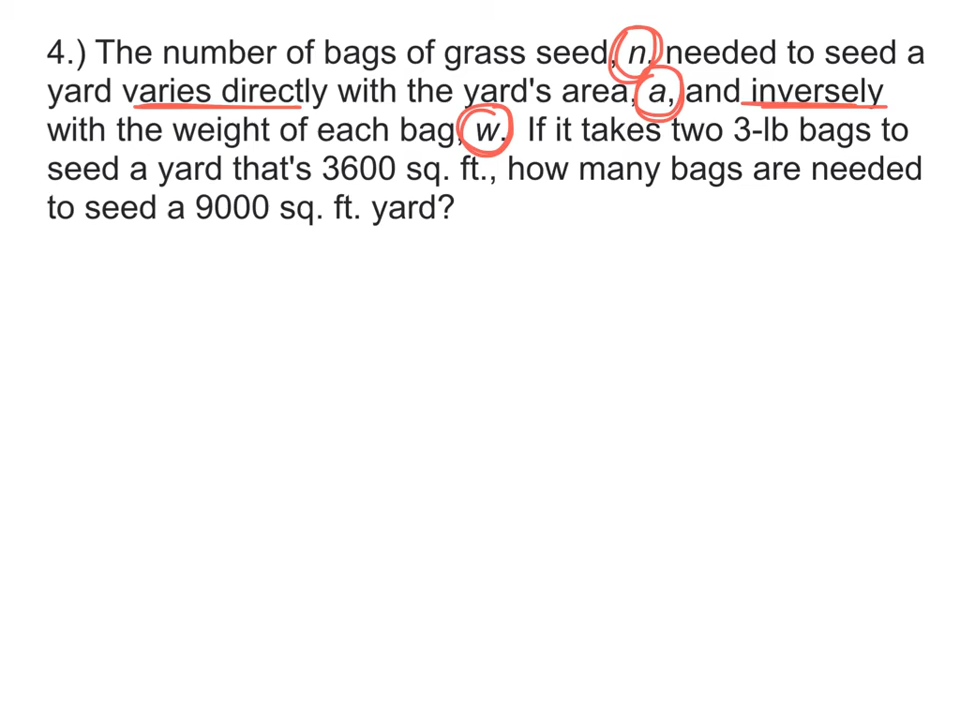 4.) The number of bags of grass seed, n, needed to seed a
yard varies directly with the yard's area, a, and inversely
with the weight of each bag, w. If it takes two 3-lb bags to
seed a yard that's 3600 sq. ft., how many bags are needed
to seed a 9000 sq. ft. yard?